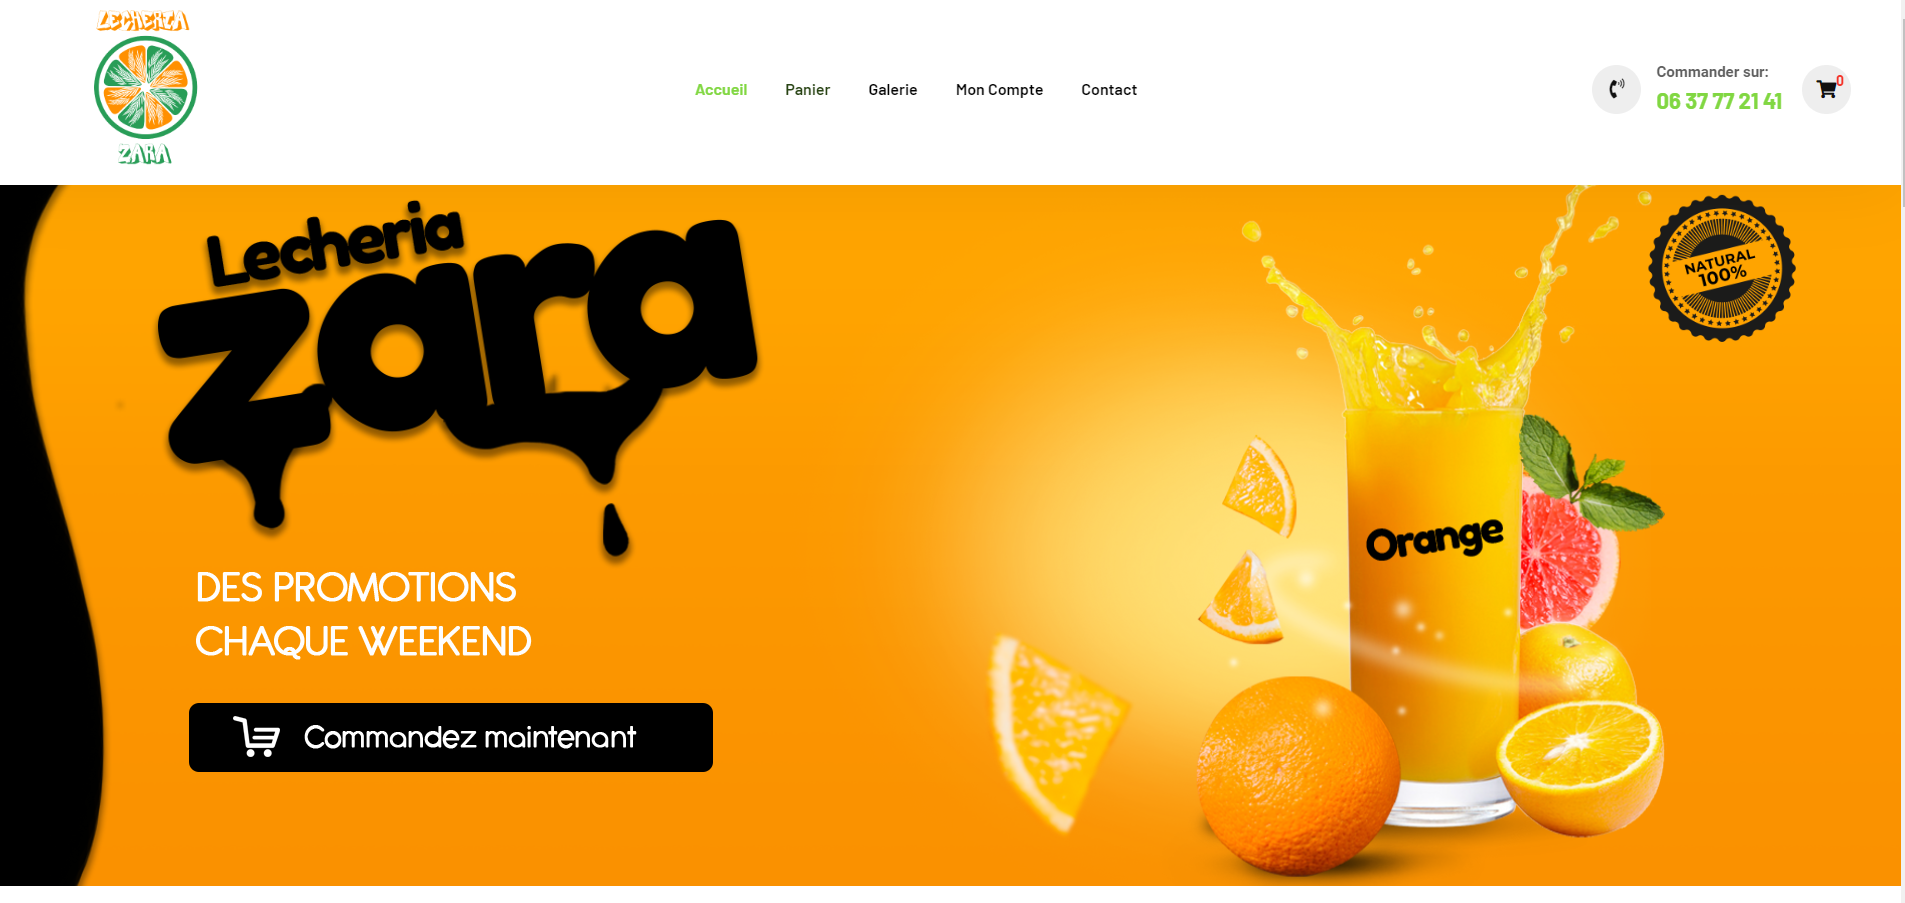 LECHERIA
ZARA
Accueil
Panier
Galerie
Mon Compte
Contact
Commander sur:
06 37 77 21 41
0
Lecheria
zara
DES PROMOTIONS
CHAQUE WEEKEND
Commandez maintenant
NATURAL
100%
Orange